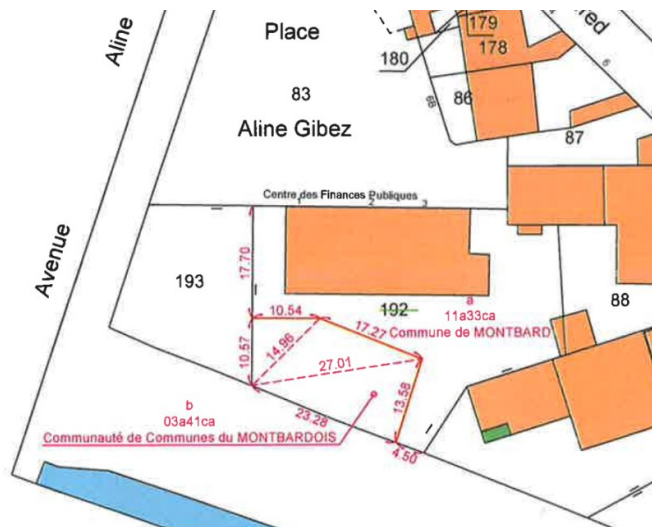 Aline
Place
179
178
180
83
86
6B
6
87
Aline Gibez
Centre des Finances Publiques
1
2
3
Avenue
193
17.70
192
a
11a33ca
88
10.54
17.27
Commune de MONTBARD
14.96
10.57
27.01
13.58
b
03a41ca
23.28
Communauté de Communes du MONTBARDOIS
4.50